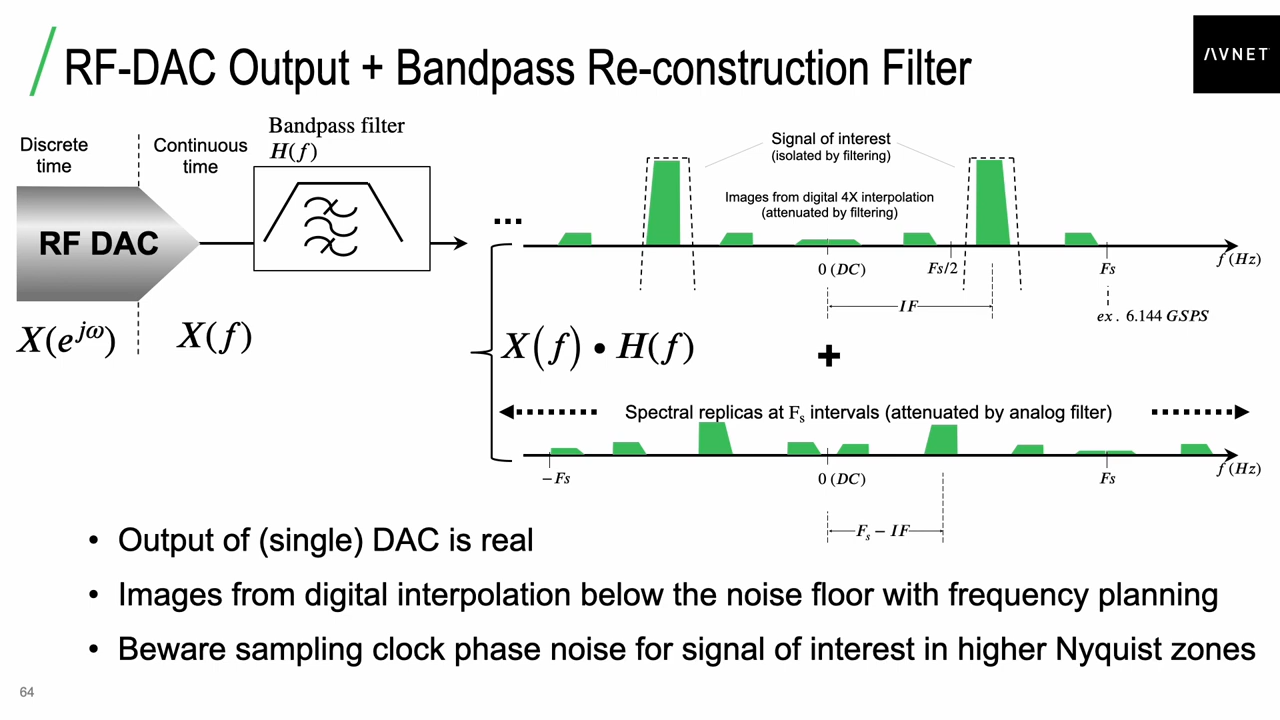 RF-DAC Output + Bandpass Re-construction Filter
AVNET
Discrete
time
Continuous
time
Bandpass filter
H(f)
RF DAC
X(e^{jω})
X(f)
Signal of interest
(isolated by filtering)
Images from digital 4X interpolation
(attenuated by filtering)
...
0 (DC)
Fs/2
Fs
f (Hz)
IF
ex . 6.144 GSPS
X(f) • H(f)
+
Spectral replicas at F_s intervals (attenuated by analog filter)
– Fs
0 (DC)
Fs
f (Hz)
F_s – IF
• Output of (single) DAC is real
• Images from digital interpolation below the noise floor with frequency planning
• Beware sampling clock phase noise for signal of interest in higher Nyquist zones
64